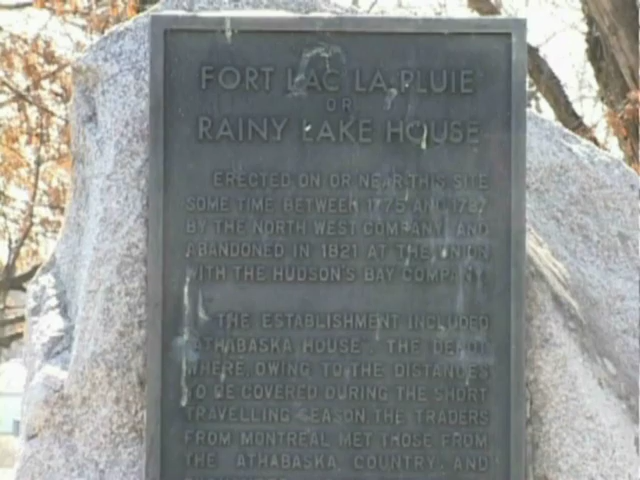 FORT LAC LA PLUIE
OR
RAINY LAKE HOUSE
ERECTED ON OR NEAR THIS SITE
SOME TIME BETWEEN 1775 AND 1787
BY THE NORTH WEST COMPANY AND
ABANDONED IN 1821 AT THE UNION
WITH THE HUDSON'S BAY COMPANY.
THE ESTABLISHMENT INCLUDED
"ATHABASKA HOUSE", THE DEPOT
WHERE, OWING TO THE DISTANCES
TO BE COVERED DURING THE SHORT
TRAVELLING SEASON, THE TRADERS
FROM MONTREAL MET THOSE FROM
THE ATHABASKA COUNTRY, AND